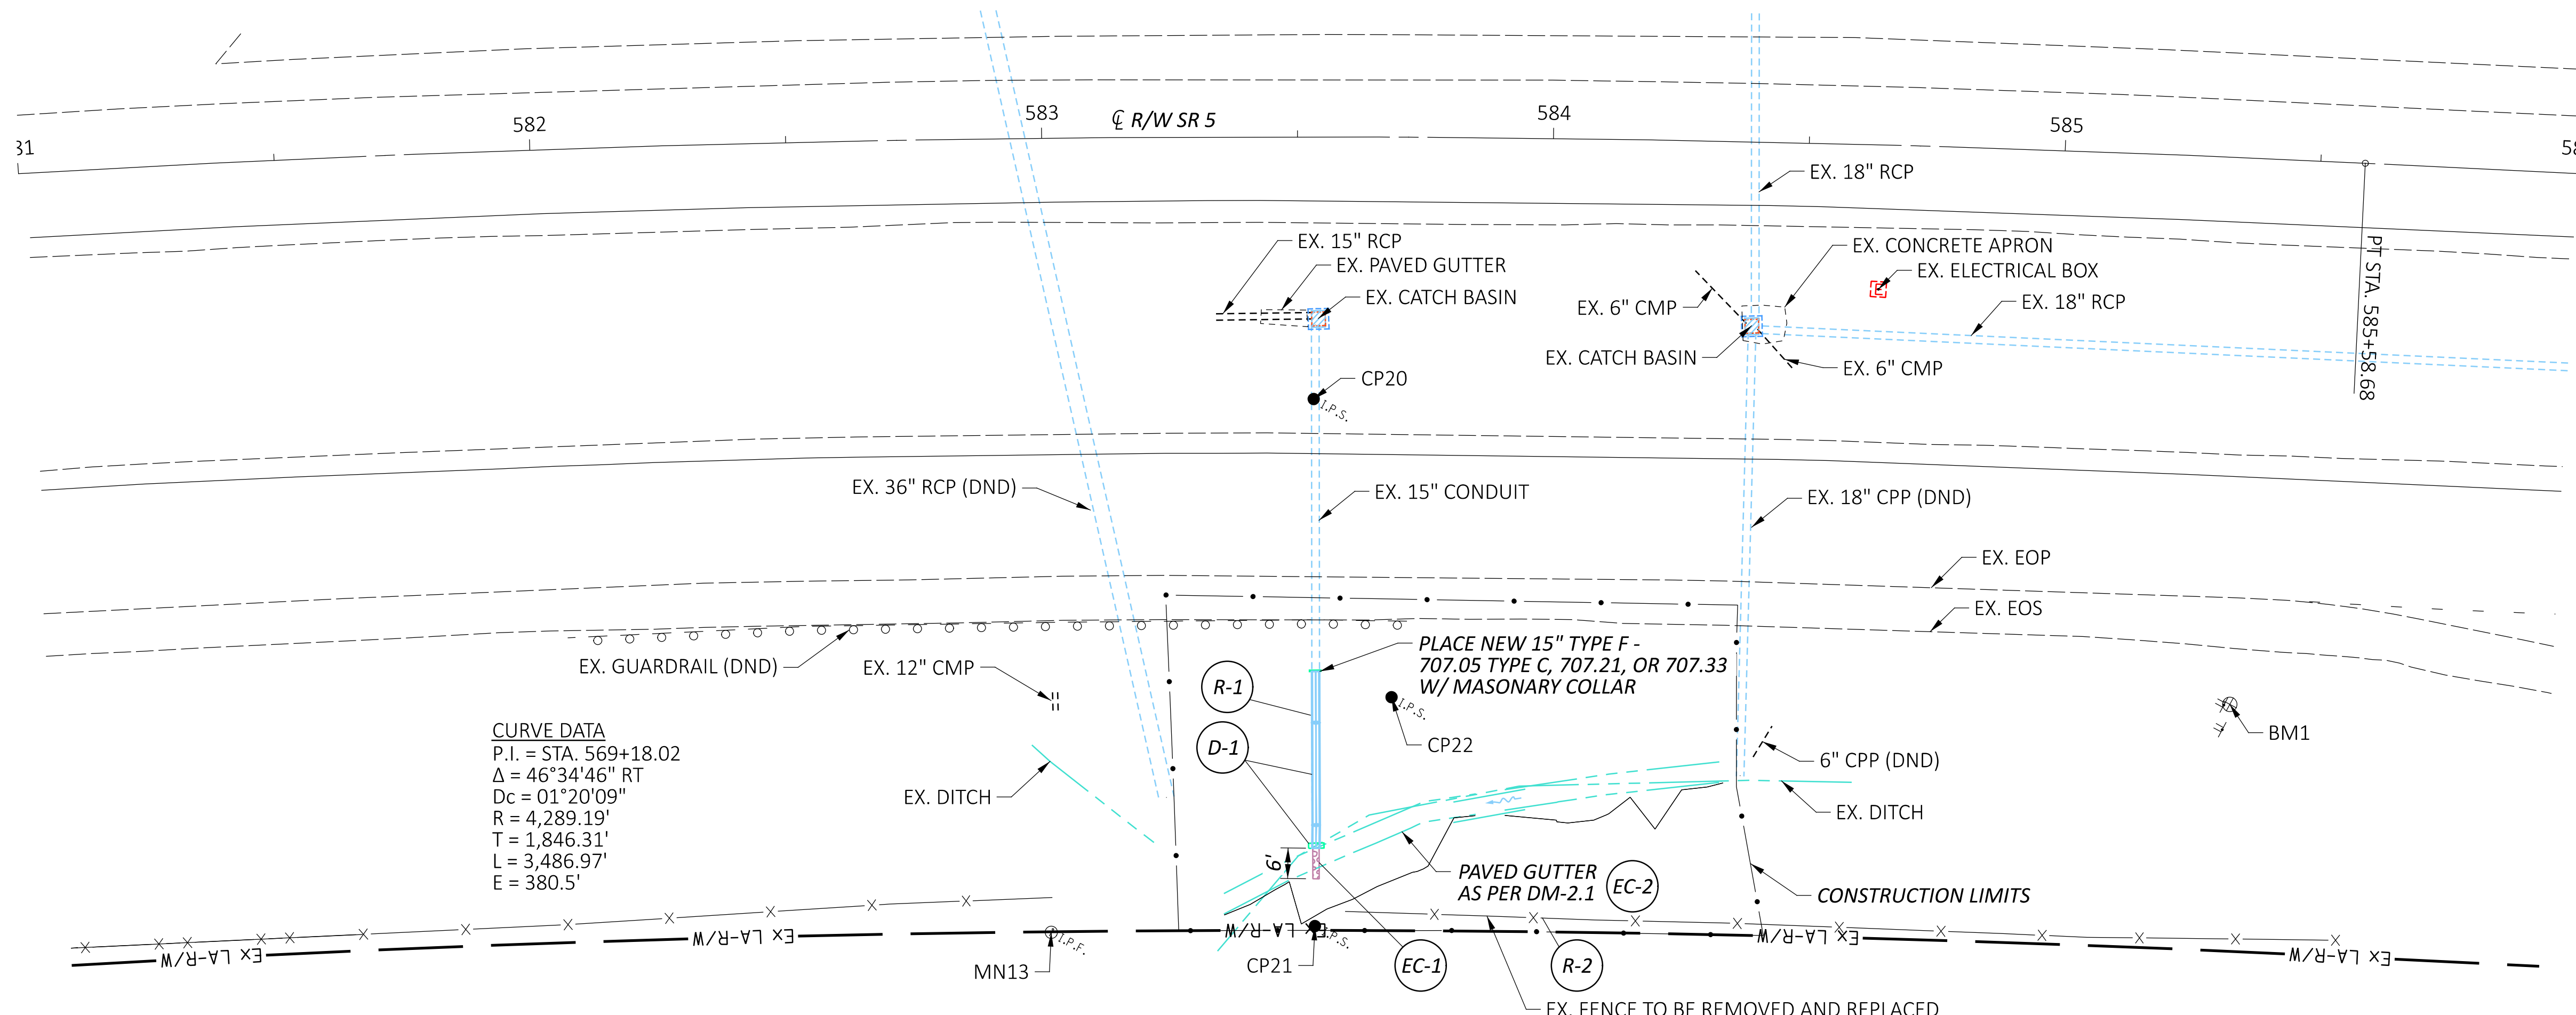 581
582
583
℄ R/W SR 5
584
585
EX. 18" RCP
EX. 15" RCP
EX. PAVED GUTTER
EX. CATCH BASIN
EX. CONCRETE APRON
EX. ELECTRICAL BOX
E
EX. 6" CMP
EX. 18" RCP
PT STA. 585+58.68
EX. CATCH BASIN
EX. 6" CMP
CP20
I.P.S.
EX. 36" RCP (DND)
EX. 15" CONDUIT
EX. 18" CPP (DND)
EX. EOP
EX. EOS
EX. GUARDRAIL (DND)
EX. 12" CMP
PLACE NEW 15" TYPE F -
707.05 TYPE C, 707.21, OR 707.33
W/ MASONARY COLLAR
R-1
I.P.S.
CP22
D-1
BM1
6" CPP (DND)
CURVE DATA
P.I. = STA. 569+18.02
Δ = 46°34'46" RT
Dc = 01°20'09"
R = 4,289.19'
T = 1,846.31'
L = 3,486.97'
E = 380.5'
EX. DITCH
EX. DITCH
6'
PAVED GUTTER
AS PER DM-2.1
EC-2
CONSTRUCTION LIMITS
Ex LA-R/W
Ex LA-R/W
Ex LA-R/W
Ex LA-R/W
Ex LA-R/W
I.P.F.
I.P.S.
MN13
CP21
EC-1
R-2
EX. FENCE TO BE REMOVED AND REPLACED